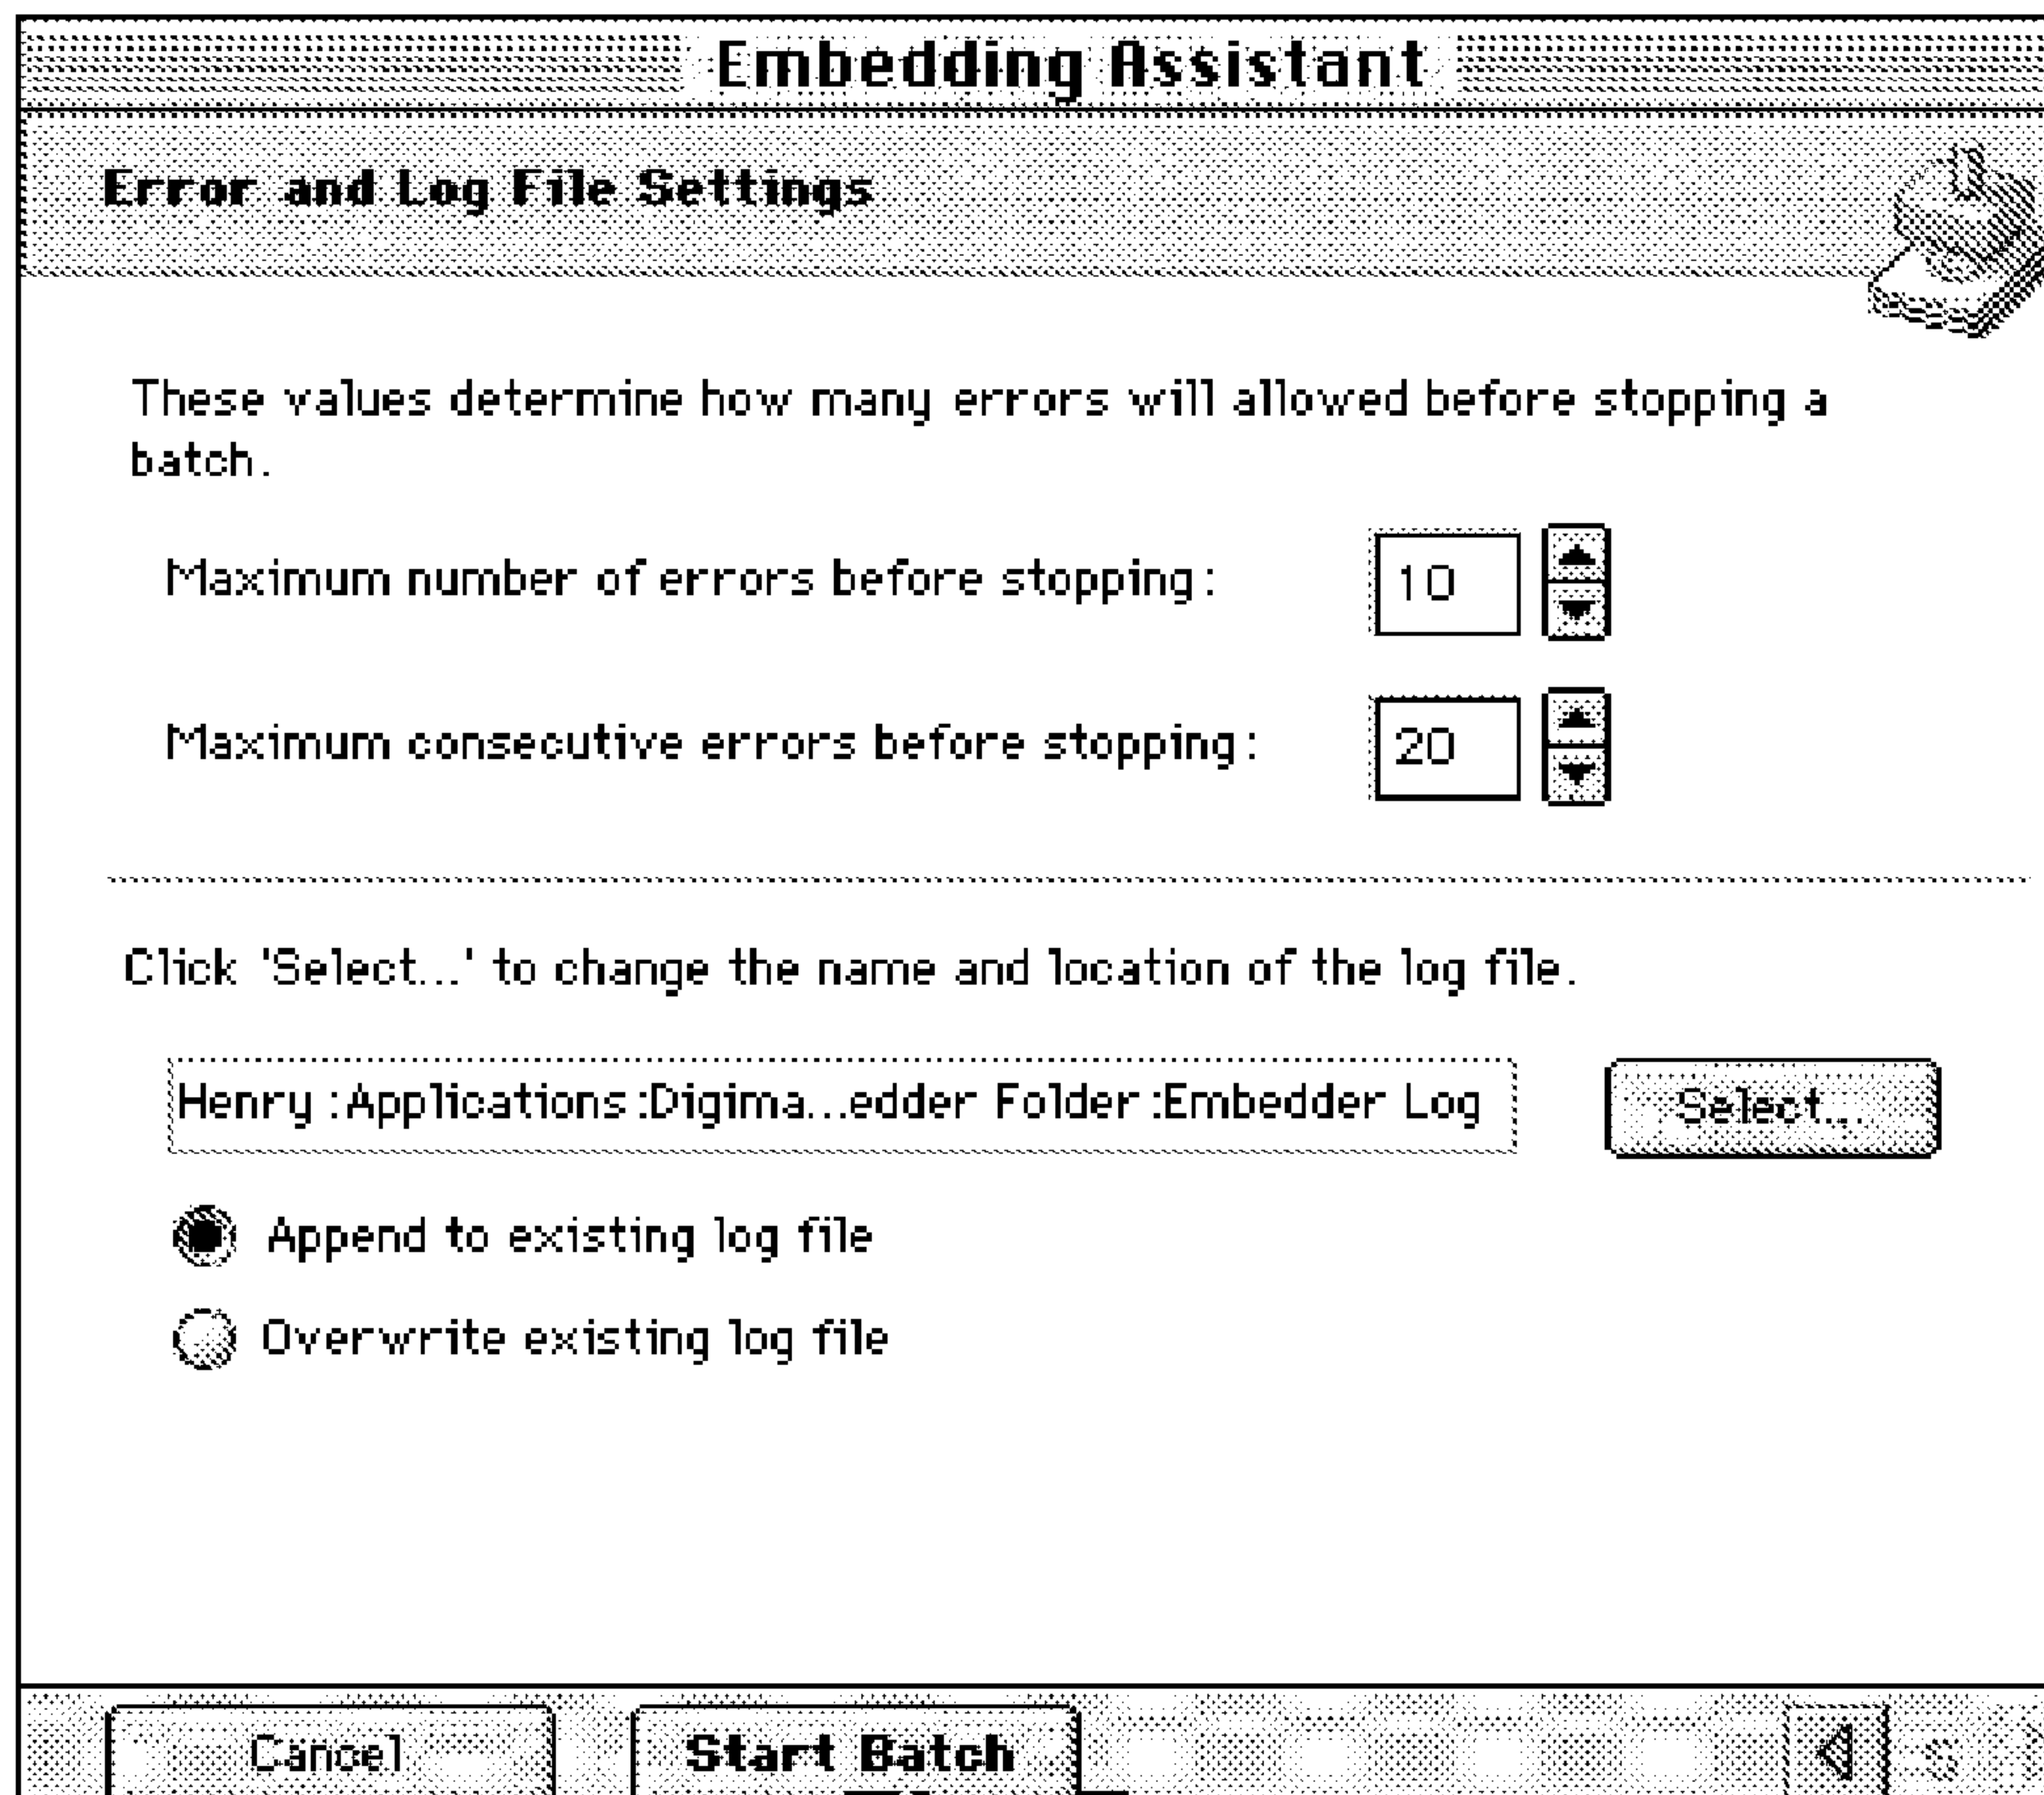 Embedding Assistant
Error and Log File Settings
These values determine how many errors will allowed before stopping a
batch.
Maximum number of errors before stopping: 10
Maximum consecutive errors before stopping: 20
Click 'Select...' to change the name and location of the log file.
Henry:Applications:Digima...edder Folder:Embedder Log Select...
Append to existing log file
Overwrite existing log file
Cancel Start Batch